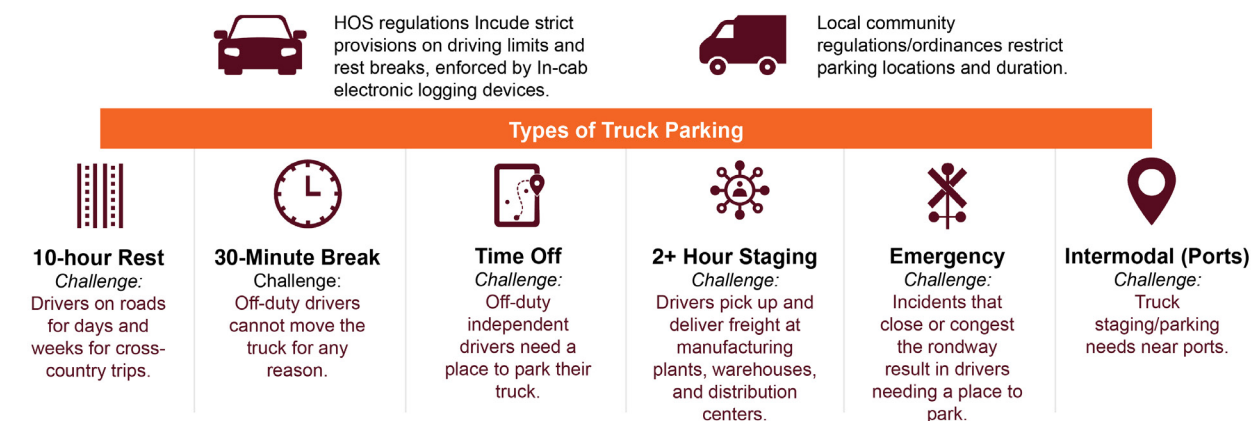 HOS regulations Incude strict
provisions on driving limits and
rest breaks, enforced by In-cab
electronic logging devices.
Local community
regulations/ordinances restrict
parking locations and duration.
Types of Truck Parking
10-hour Rest
Challenge:
Drivers on roads
for days and
weeks for cross-
country trips.
30-Minute Break
Challenge:
Off-duty drivers
cannot move the
truck for any
reason.
Time Off
Challenge:
Off-duty
independent
drivers need a
place to park their
truck.
2+ Hour Staging
Challenge:
Drivers pick up and
deliver freight at
manufacturing
plants, warehouses,
and distribution
centers.
Emergency
Challenge:
Incidents that
close or congest
the rondway
result in drivers
needing a place to
park.
Intermodal (Ports)
Challenge:
Truck
staging/parking
needs near ports.